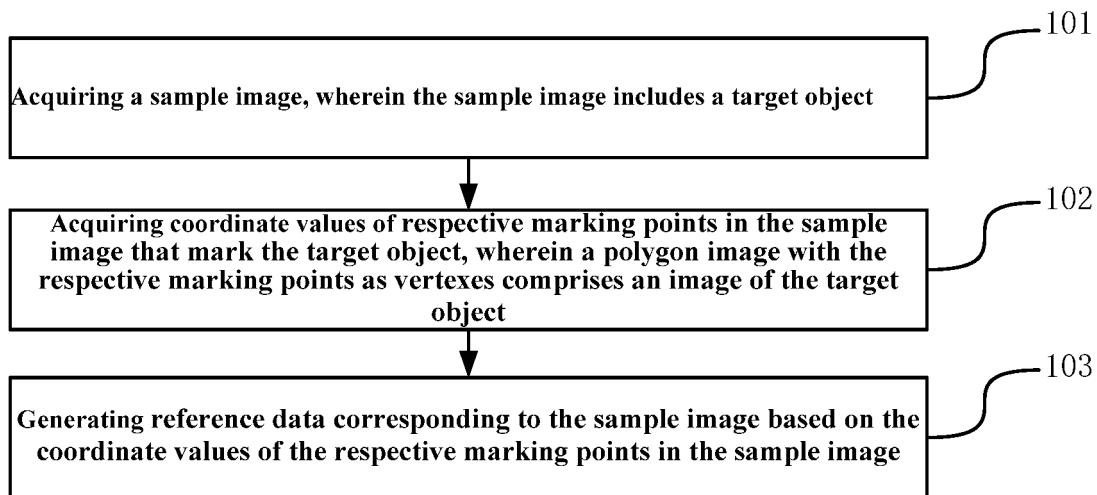 101
Acquiring a sample image, wherein the sample image includes a target object
102
Acquiring coordinate values of respective marking points in the sample
image that mark the target object, wherein a polygon image with the
respective marking points as vertexes comprises an image of the target
object
103
Generating reference data corresponding to the sample image based on the
coordinate values of the respective marking points in the sample image